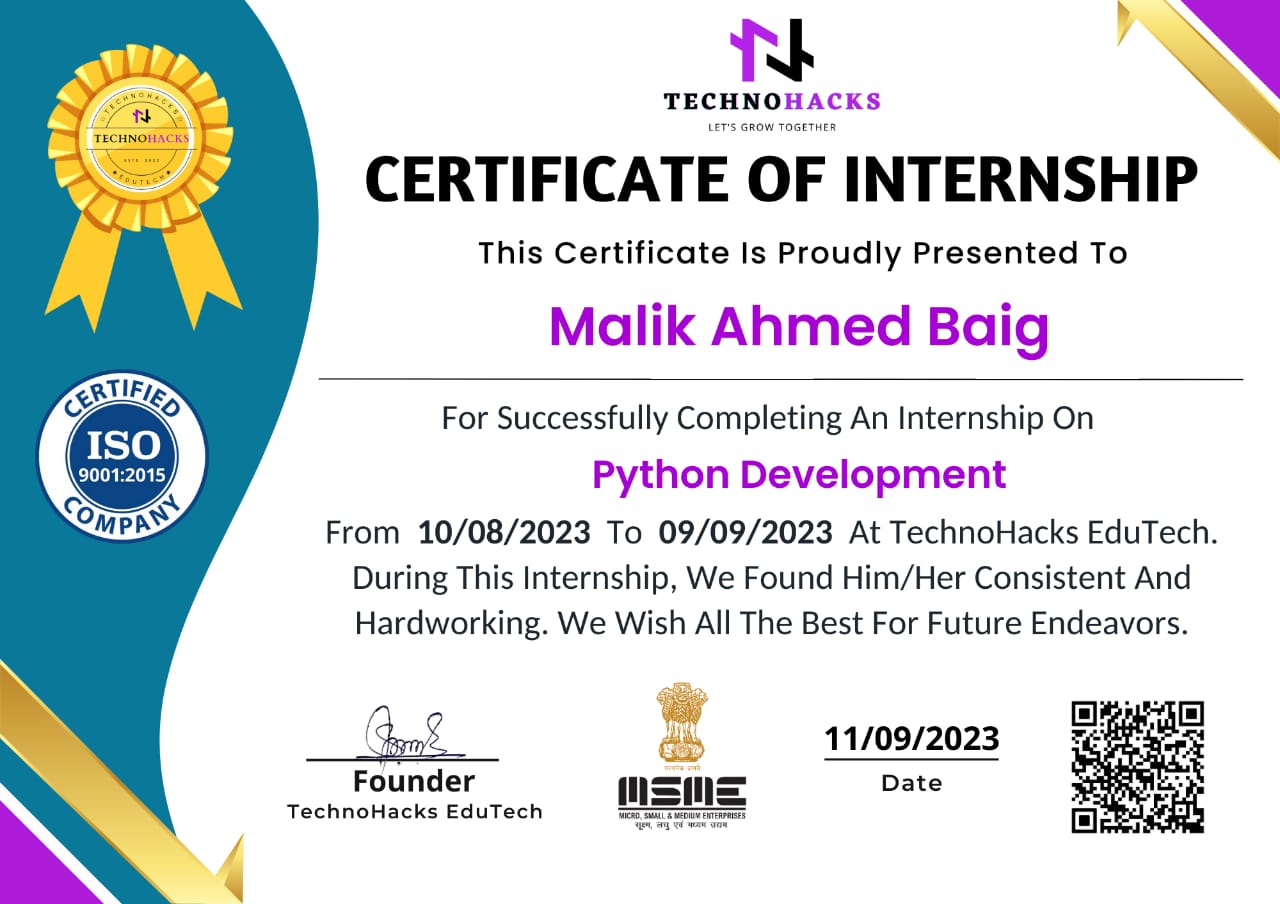 TECHNOHACKS
LET'S GROW TOGETHER
CERTIFICATE OF INTERNSHIP
This Certificate Is Proudly Presented To
Malik Ahmed Baig
For Successfully Completing An Internship On
Python Development
From 10/08/2023 To 09/09/2023 At TechnoHacks EduTech.
During This Internship, We Found Him/Her Consistent And
Hardworking. We Wish All The Best For Future Endeavors.
TECHNOHACKS
TECHNOHACKS
ESTD 2022
EDUTECH
CERTIFIED
ISO
9001:2015
COMPANY
Founder
TechnoHacks EduTech
सत्यमेव जयते
MSME
MICRO, SMALL & MEDIUM ENTERPRISES
सूक्ष्म, लघु एवं मध्यम उद्यम
11/09/2023
Date